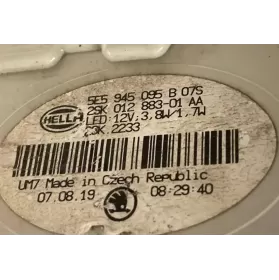 HELLA
5E5 945 095 B 07S
2SK 012 883-01 AA
LED 12V 3,8W/1,7W
2SK 2233
UM7 Made in Czech Republic
07.08.19 08:29:40